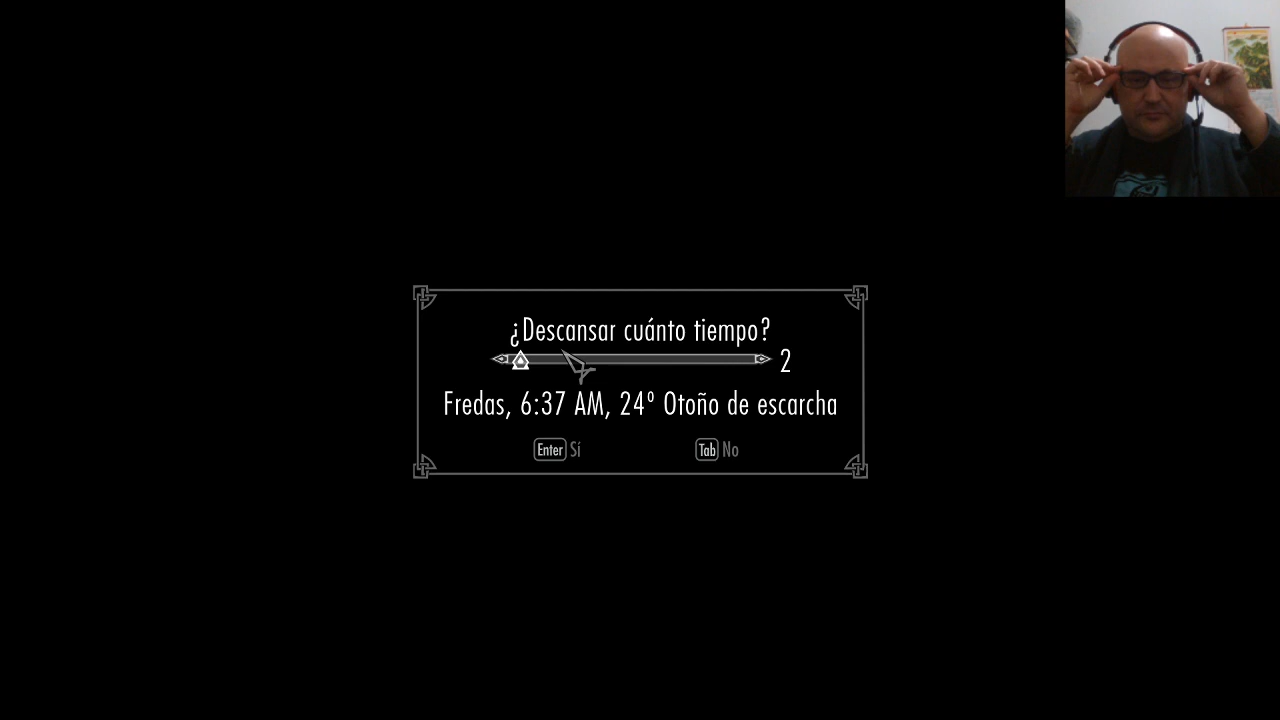 ¿Descansar cuánto tiempo?
2
Fredas, 6:37 AM, 24º Otoño de escarcha
Enter Sí Tab No